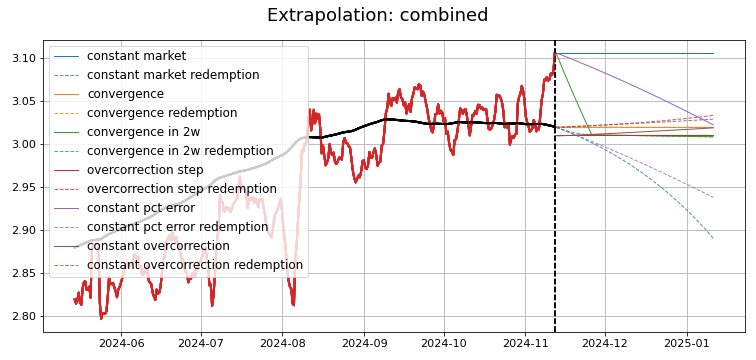 Extrapolation: combined
3.10
3.05
3.00
2.95
2.90
2.85
2.80
constant market
constant market redemption
convergence
convergence redemption
convergence in 2w
convergence in 2w redemption
overcorrection step
overcorrection step redemption
constant pct error
constant pct error redemption
constant overcorrection
constant overcorrection redemption
2024-06 2024-07 2024-08 2024-09 2024-10 2024-11 2024-12 2025-01